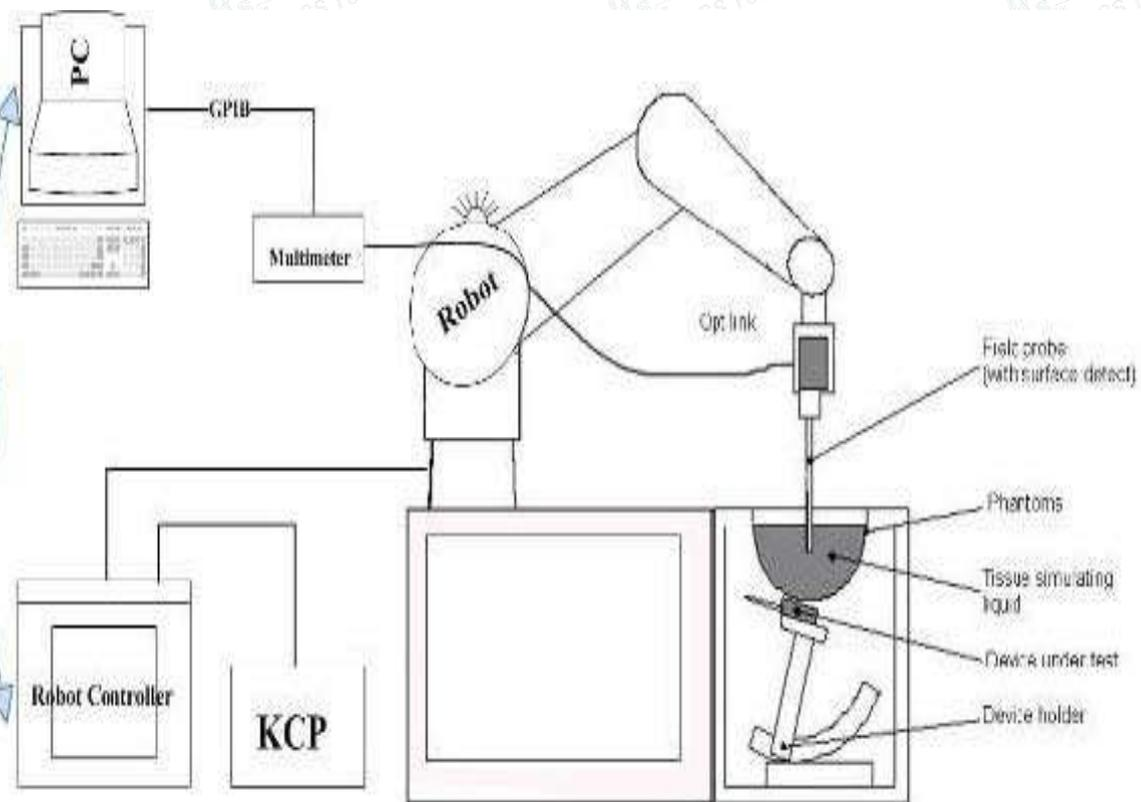 PC
GPIB
Multimeter
Robot
Opt link
Field probe
(with surface detect)
Phantoms
Tissue simulating
liquid
Device under test
Device holder
Robot Controller
KCP